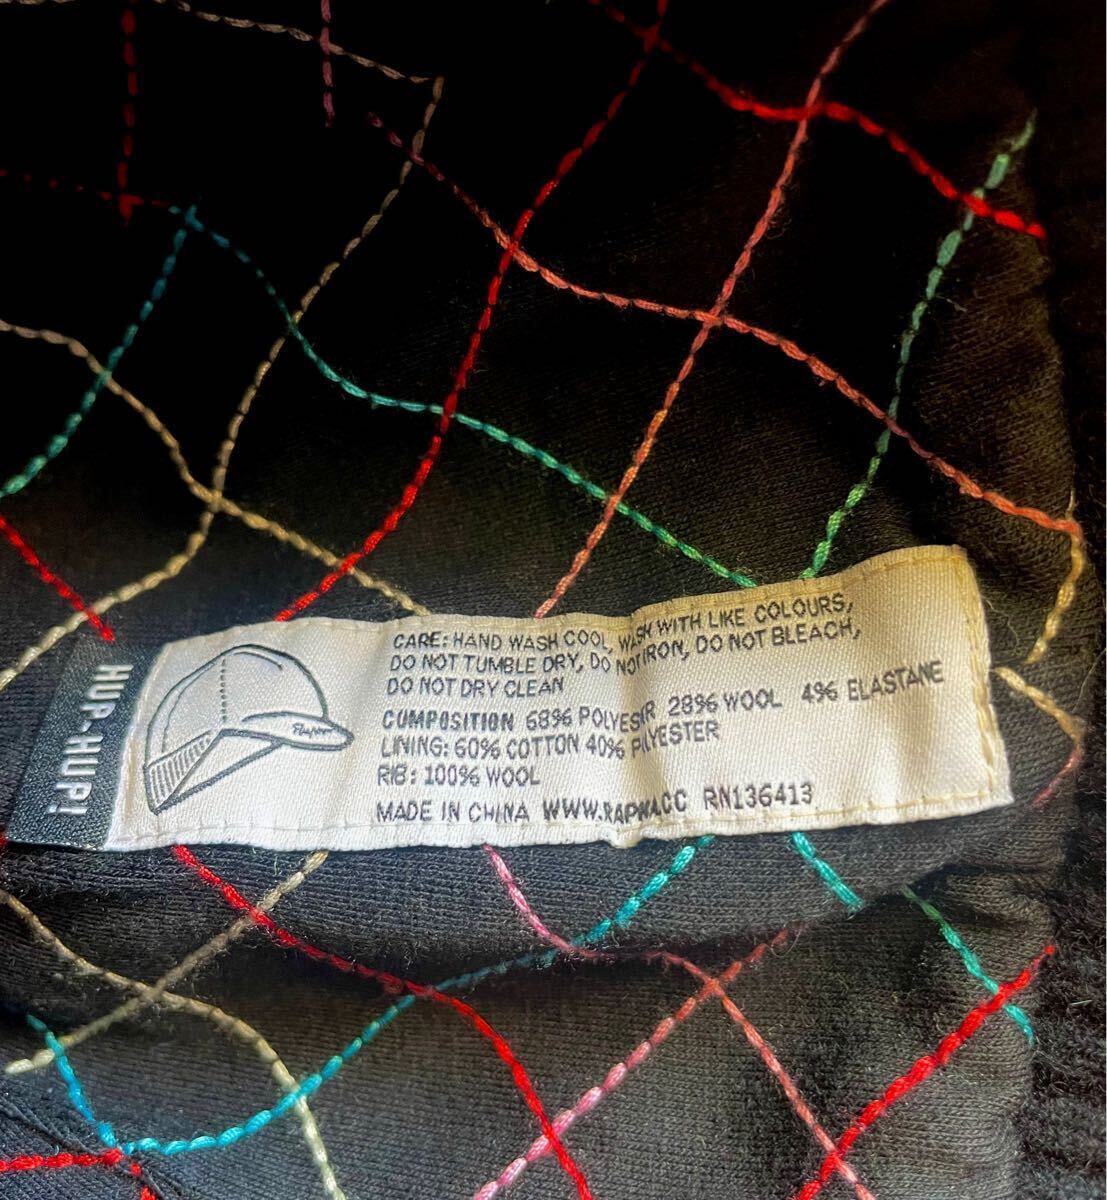 HUP-HUP!
Rapha
CARE: HAND WASH COOL, WASH WITH LIKE COLOURS,
DO NOT TUMBLE DRY, DO NOT IRON, DO NOT BLEACH,
DO NOT DRY CLEAN
COMPOSITION 68% POLYESTER 28% WOOL 4% ELASTANE
LINING: 60% COTTON 40% POLYESTER
RIB: 100% WOOL
MADE IN CHINA WWW.RAPHA.CC RN136413